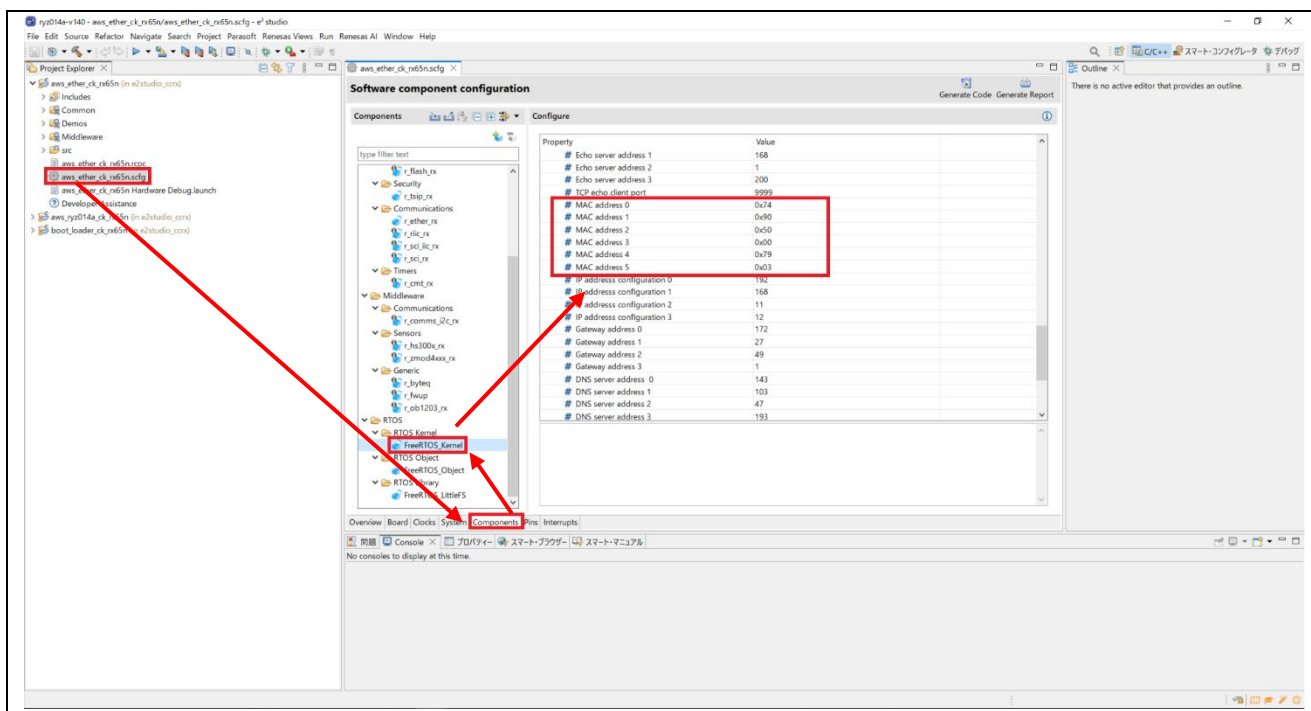 ryz014a-v140 - aws_ether_ck_rx65n/aws_ether_ck_rx65n.scfg - e² studio
File Edit Source Refactor Navigate Search Project Parasoft Renesas Views Run Renesas AI Window Help
C/C++ スマート・コンフィグレータ デバッグ
Project Explorer
aws_ether_ck_rx65n (in e2studio_ccrx)
Includes
Common
Demos
Middleware
src
aws_ether_ck_rx65n.rcpc
aws_ether_ck_rx65n.scfg
aws_ether_ck_rx65n Hardware Debug.launch
Developer Assistance
aws_ryz014a_ck_rx65n (in e2studio_ccrx)
boot_loader_ck_rx65n (in e2studio_ccrx)
aws_ether_ck_rx65n.scfg
Software component configuration
Generate Code Generate Report
Components
type filter text
r_flash_rx
Security
r_tsip_rx
Communications
r_ether_rx
r_riic_rx
r_sci_iic_rx
r_sci_rx
Timers
r_cmt_rx
Middleware
Communications
r_comms_i2c_rx
Sensors
r_hs300x_rx
r_zmod4xxx_rx
Generic
r_byteq
r_fwup
r_ob1203_rx
RTOS
RTOS Kernel
FreeRTOS_Kernel
RTOS Object
FreeRTOS_Object
RTOS Library
FreeRTOS_LittleFS
Configure
Property Value
# Echo server address 1 168
# Echo server address 2 1
# Echo server address 3 200
# TCP echo client port 9999
# MAC address 0 0x74
# MAC address 1 0x90
# MAC address 2 0x50
# MAC address 3 0x00
# MAC address 4 0x79
# MAC address 5 0x03
# IP addresss configuration 0 192
# IP addresss configuration 1 168
# IP addresss configuration 2 11
# IP addresss configuration 3 12
# Gateway address 0 172
# Gateway address 1 27
# Gateway address 2 49
# Gateway address 3 1
# DNS server address 0 143
# DNS server address 1 103
# DNS server address 2 47
# DNS server address 3 193
Overview Board Clocks System Components Pins Interrupts
Outline
There is no active editor that provides an outline.
問題 Console プロパティー スマート・ブラウザー スマート・マニュアル
No consoles to display at this time.